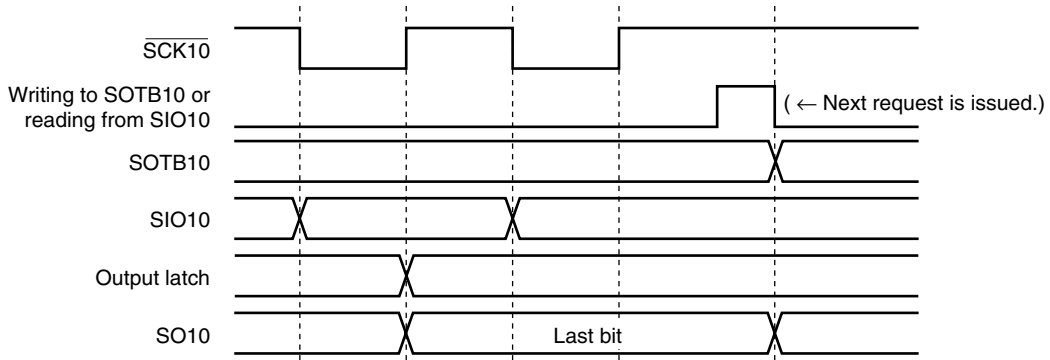 SCK10
Writing to SOTB10 or
reading from SIO10
( ← Next request is issued.)
SOTB10
SIO10
Output latch
SO10
Last bit